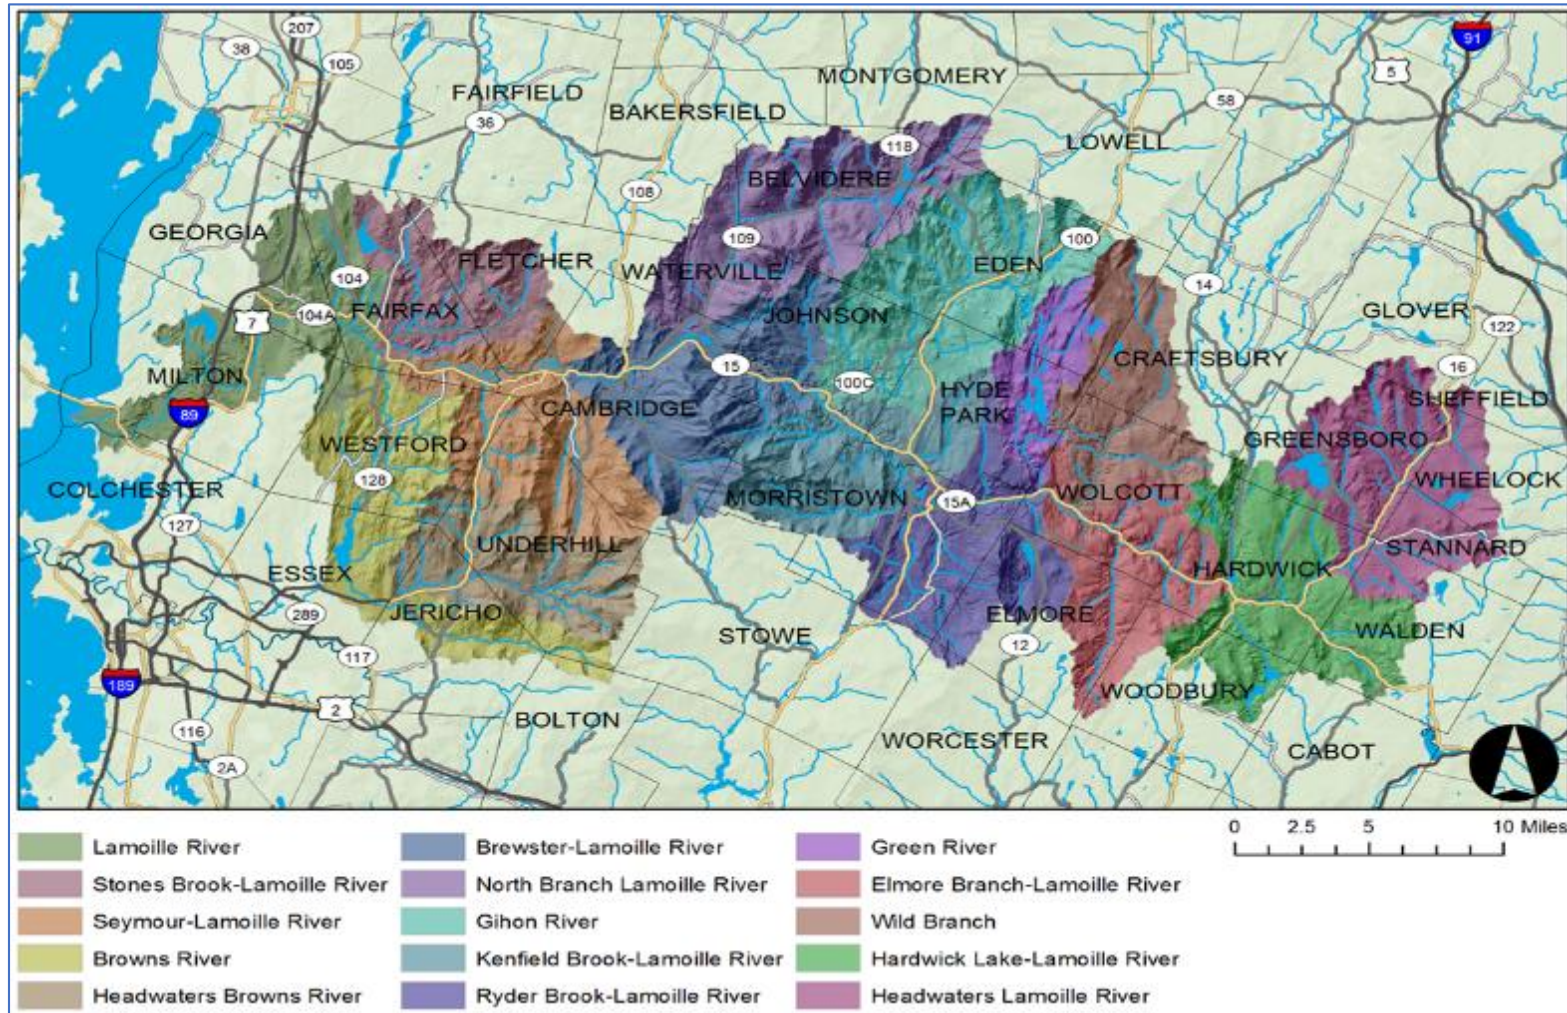 207
91
38
105
5
MONTGOMERY
FAIRFIELD
58
BAKERSFIELD
36
LOWELL
118
BELVIDERE
108
GEORGIA
109
100
FLETCHER
WATERVILLE
EDEN
104
14
FAIRFAX
104A
7
JOHNSON
GLOVER
122
CRAFTSBURY
15
16
MILTON
100C
HYDE
PARK
SHEFFIELD
89
CAMBRIDGE
WESTFORD
GREENSBORO
128
WHEELOCK
COLCHESTER
MORRISTOWN
15A
WOLCOTT
127
UNDERHILL
STANNARD
ESSEX
HARDWICK
JERICHO
289
ELMORE
STOWE
12
WALDEN
117
189
WOODBURY
2
BOLTON
116
WORCESTER
CABOT
2A
0 2.5 5 10 Miles
Lamoille River
Stones Brook-Lamoille River
Seymour-Lamoille River
Browns River
Headwaters Browns River
Brewster-Lamoille River
North Branch Lamoille River
Gihon River
Kenfield Brook-Lamoille River
Ryder Brook-Lamoille River
Green River
Elmore Branch-Lamoille River
Wild Branch
Hardwick Lake-Lamoille River
Headwaters Lamoille River